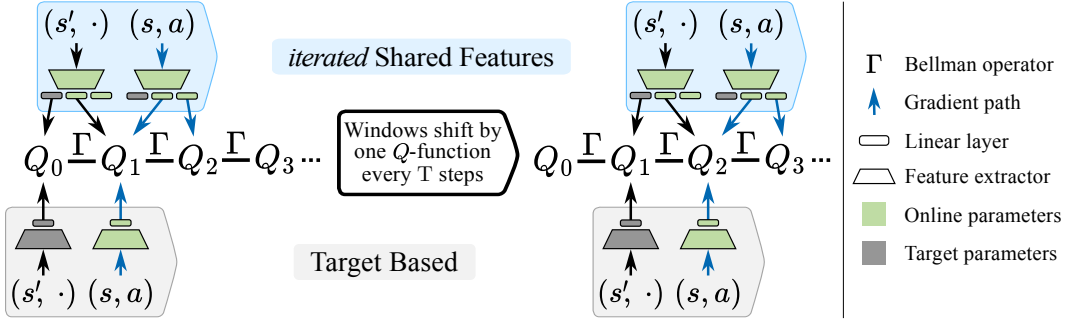 (s′, ·) (s, a)
iterated Shared Features
(s′, ·) (s, a)
Q₀ Γ Q₁ Γ Q₂ Γ Q₃ ...
Windows shift by
one Q-function
every T steps
Q₀ Γ Q₁ Γ Q₂ Γ Q₃ ...
Target Based
(s′, ·) (s, a)
(s′, ·) (s, a)
Γ Bellman operator
Gradient path
Linear layer
Feature extractor
Online parameters
Target parameters